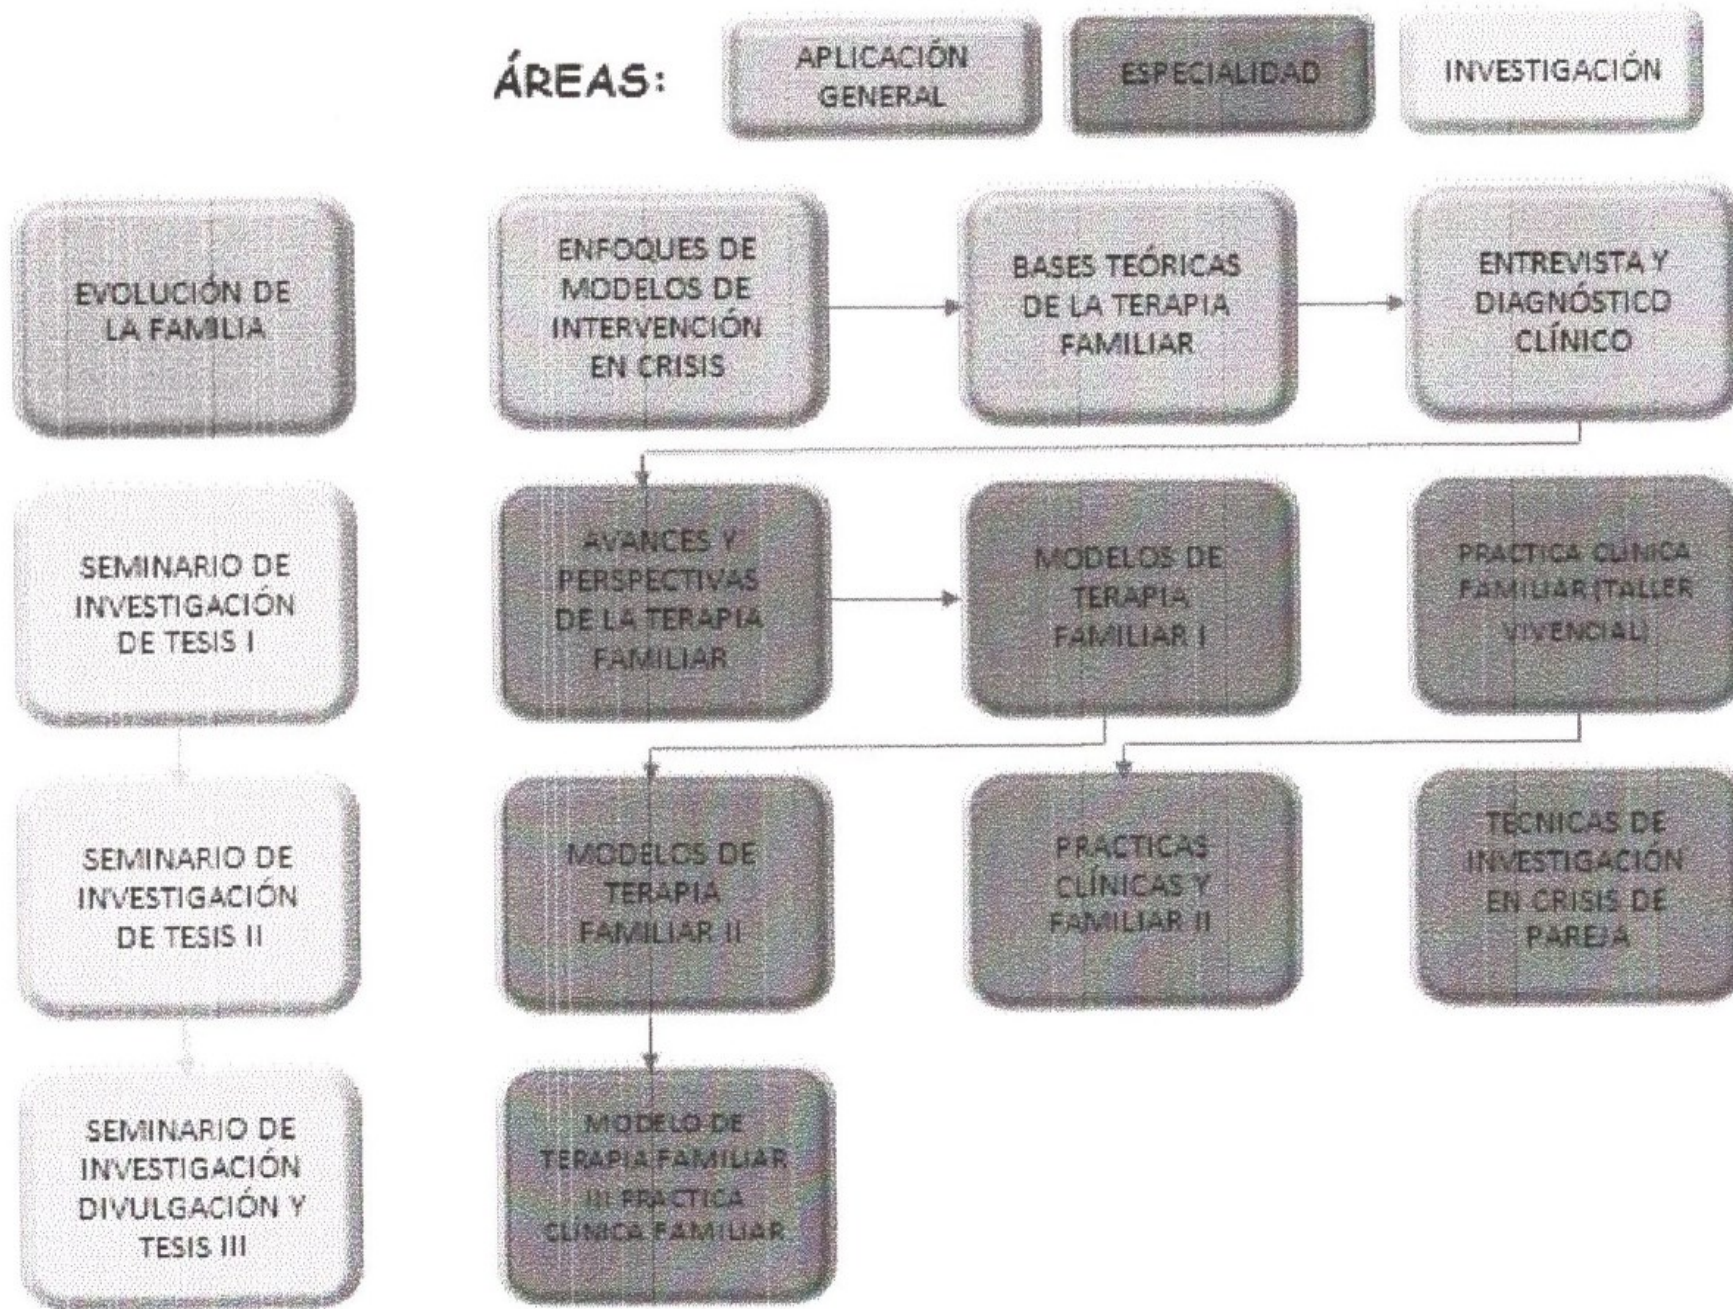 ÁREAS:
APLICACIÓN
GENERAL
ESPECIALIDAD
INVESTIGACIÓN
EVOLUCIÓN DE
LA FAMILIA
ENFOQUES DE
MODELOS DE
INTERVENCIÓN
EN CRISIS
BASES TEÓRICAS
DE LA TERAPIA
FAMILIAR
ENTREVISTA Y
DIAGNÓSTICO
CLÍNICO
SEMINARIO DE
INVESTIGACIÓN
DE TESIS I
AVANCES Y
PERSPECTIVAS
DE LA TERAPIA
FAMILIAR
MODELOS DE
TERAPIA
FAMILIAR I
PRACTICA CLÍNICA
FAMILIAR (TALLER
VIVENCIAL)
SEMINARIO DE
INVESTIGACIÓN
DE TESIS II
MODELOS DE
TERAPIA
FAMILIAR II
PRACTICAS
CLÍNICAS Y
FAMILIAR II
TECNICAS DE
INVESTIGACIÓN
EN CRISIS DE
PAREJA
SEMINARIO DE
INVESTIGACIÓN
DIVULGACIÓN Y
TESIS III
MODELO DE
TERAPIA FAMILIAR
III PRACTICA
CLÍNICA FAMILIAR